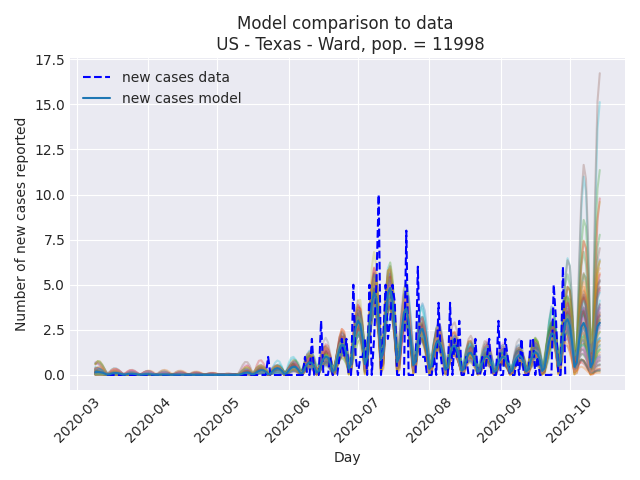 Model comparison to data
US - Texas - Ward, pop. = 11998
17.5
15.0
12.5
10.0
7.5
5.0
2.5
0.0
Number of new cases reported
new cases data
new cases model
2020-03
2020-04
2020-05
2020-06
2020-07
2020-08
2020-09
2020-10
Day